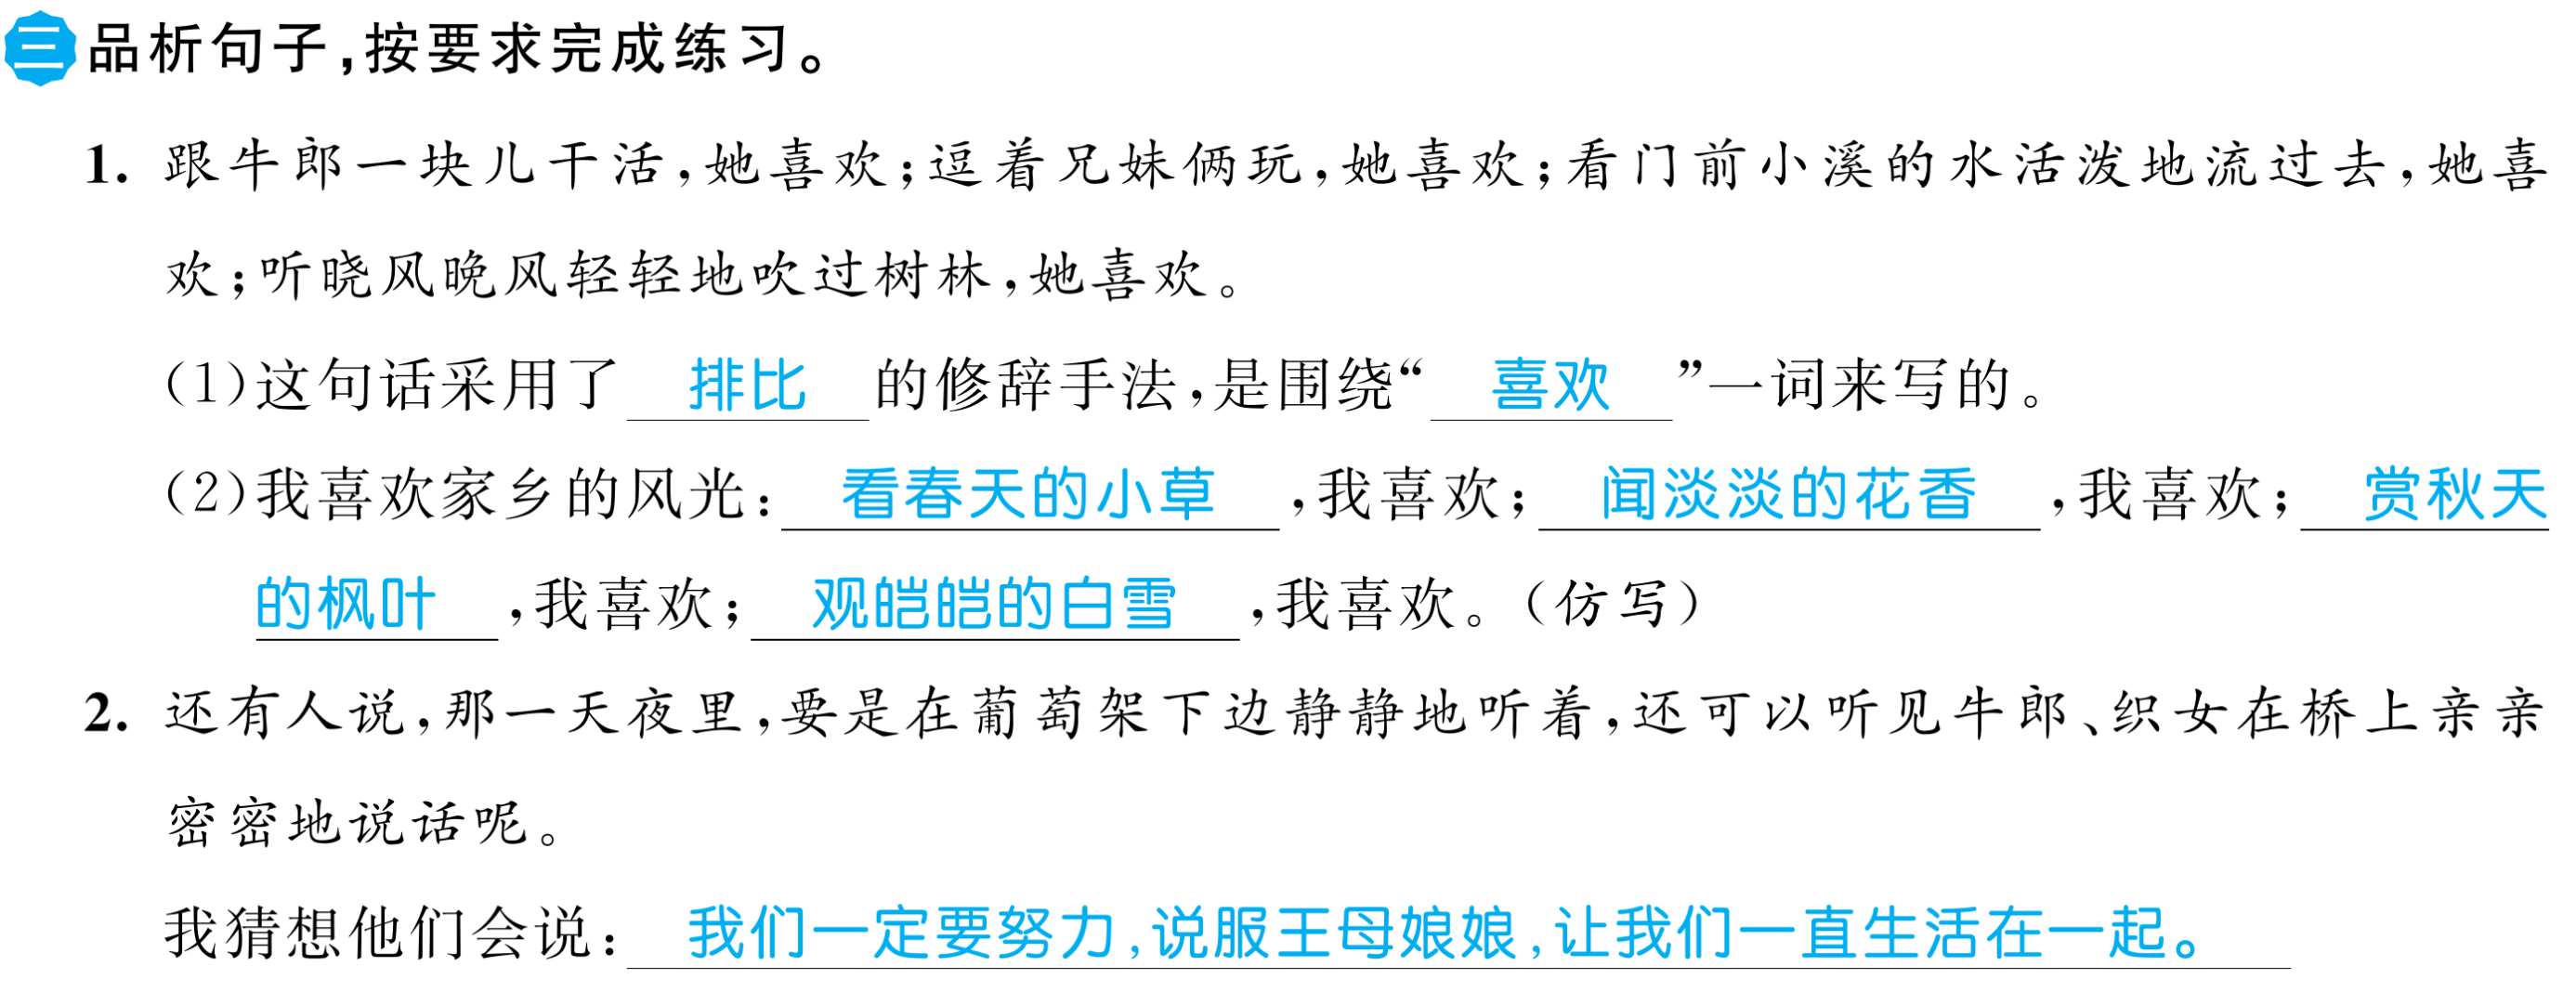 三 品析句子,按要求完成练习。
1. 跟牛郎一块儿干活,她喜欢;逗着兄妹俩玩,她喜欢;看门前小溪的水活泼地流过去,她喜
欢;听晓风晚风轻轻地吹过树林,她喜欢。
(1)这句话采用了 排比 的修辞手法,是围绕“ 喜欢 ”一词来写的。
(2)我喜欢家乡的风光: 看春天的小草 ,我喜欢; 闻淡淡的花香 ,我喜欢; 赏秋天
的枫叶 ,我喜欢; 观皑皑的白雪 ,我喜欢。(仿写)
2. 还有人说,那一天夜里,要是在葡萄架下边静静地听着,还可以听见牛郎、织女在桥上亲亲
密密地说话呢。
我猜想他们会说: 我们一定要努力,说服王母娘娘,让我们一直生活在一起。